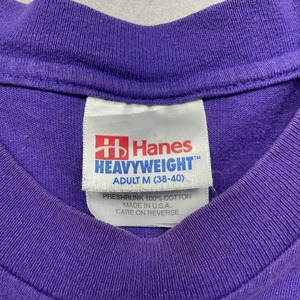 Hanes
HEAVYWEIGHT™
ADULT M (38-40)
PRESHRUNK 100% COTTON
MADE IN U.S.A.
CARE ON REVERSE